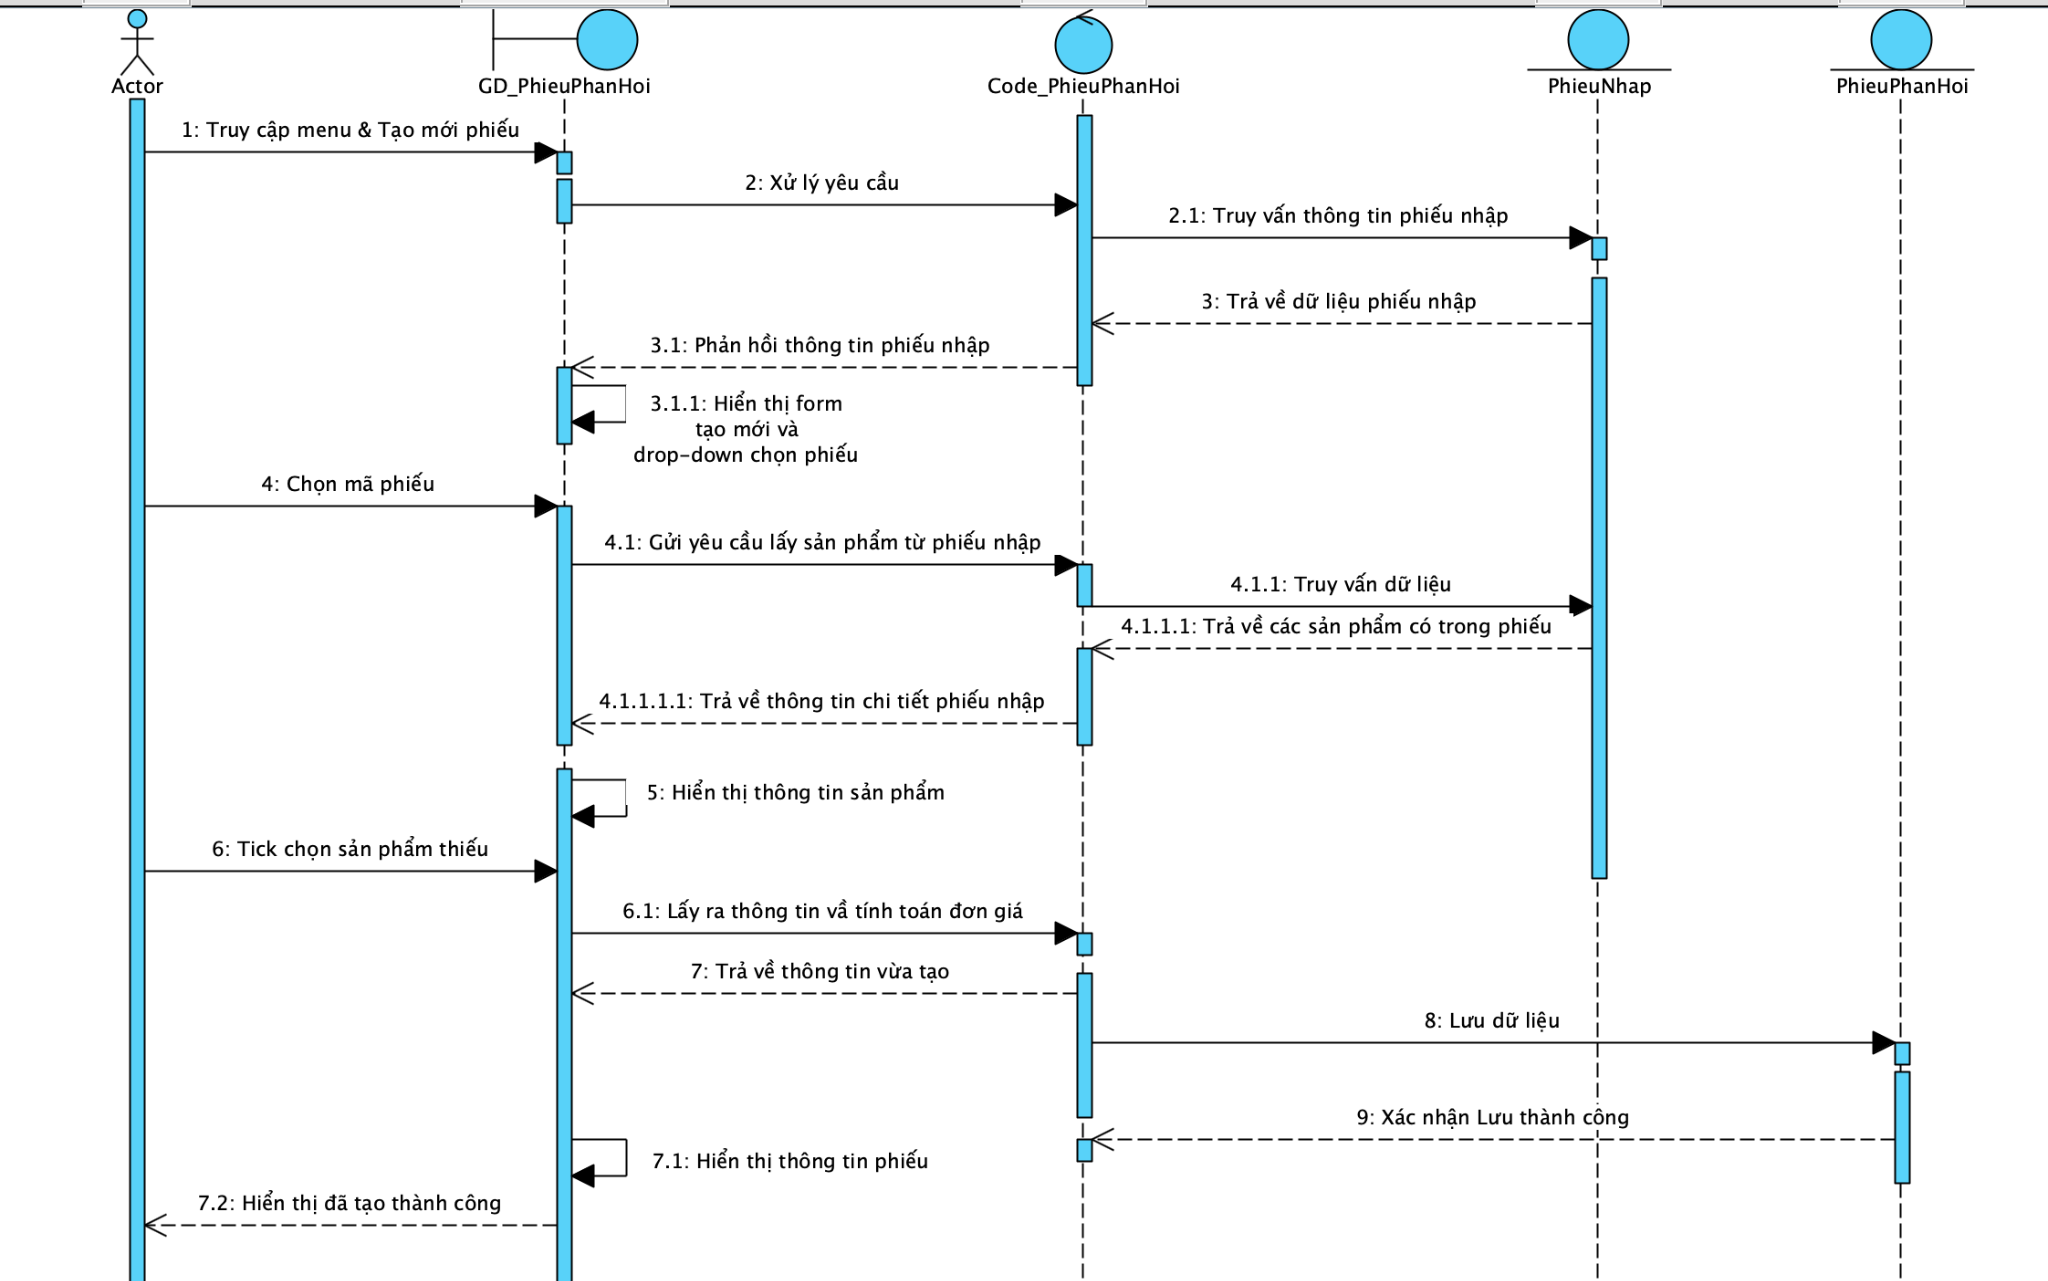 Actor
GD_PhieuPhanHoi
Code_PhieuPhanHoi
PhieuNhap
PhieuPhanHoi
1: Truy cập menu & Tạo mới phiếu
2: Xử lý yêu cầu
2.1: Truy vấn thông tin phiếu nhập
3: Trả về dữ liệu phiếu nhập
3.1: Phản hồi thông tin phiếu nhập
3.1.1: Hiển thị form
tạo mới và
drop-down chọn phiếu
4: Chọn mã phiếu
4.1: Gửi yêu cầu lấy sản phẩm từ phiếu nhập
4.1.1: Truy vấn dữ liệu
4.1.1.1: Trả về các sản phẩm có trong phiếu
4.1.1.1.1: Trả về thông tin chi tiết phiếu nhập
5: Hiển thị thông tin sản phẩm
6: Tick chọn sản phẩm thiếu
6.1: Lấy ra thông tin vầ tính toán đơn giá
7: Trả về thông tin vừa tạo
8: Lưu dữ liệu
9: Xác nhận Lưu thành công
7.1: Hiển thị thông tin phiếu
7.2: Hiển thị đã tạo thành công